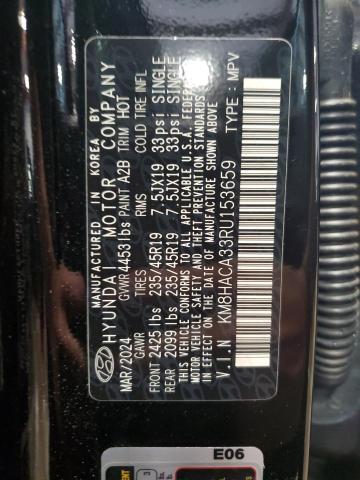 MANUFACTURED IN KOREA BY
HYUNDAI MOTOR COMPANY
MAR/2024 GVWR 4453lbs PAINT A2B TRIM HOT
GAWR TIRES RIMS COLD TIRE INFL
FRONT 2425 lbs 235/45R19 7.5JX19 33psi SINGLE
REAR 2099 lbs 235/45R19 7.5JX19 33psi SINGLE
THIS VEHICLE CONFORMS TO ALL APPLICABLE U.S.A. FEDERAL
MOTOR VEHICLE SAFETY AND THEFT PREVENTION STANDARDS
IN EFFECT ON THE DATE OF MANUFACTURE SHOWN ABOVE
V.I.N KM8HACA33RU153659 TYPE : MPV
E06